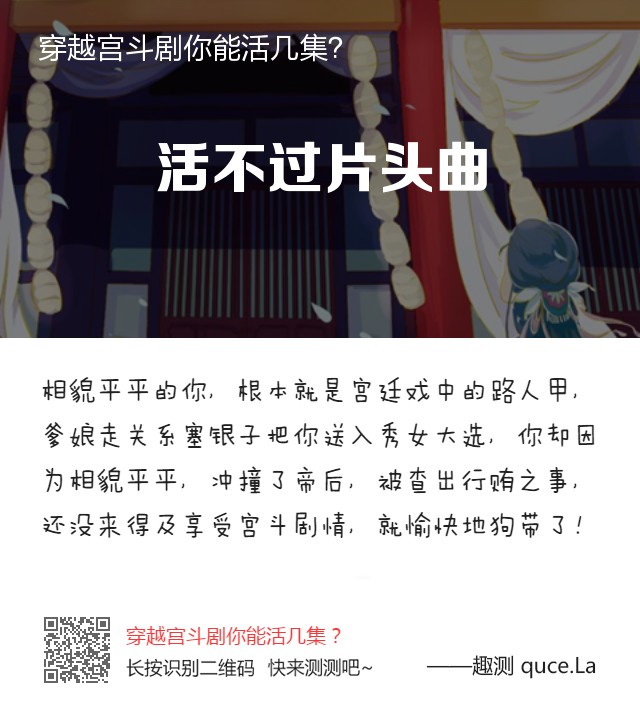 穿越宫斗剧你能活几集?
活不过片头曲
相貌平平的你，根本就是宫廷戏中的路人甲，
爹娘走关系塞银子把你送入秀女大选，你却因
为相貌平平，冲撞了帝后，被查出行贿之事，
还没来得及享受宫斗剧情，就愉快地狗带了！
穿越宫斗剧你能活几集？
长按识别二维码 快来测测吧~
——趣测 quce.La